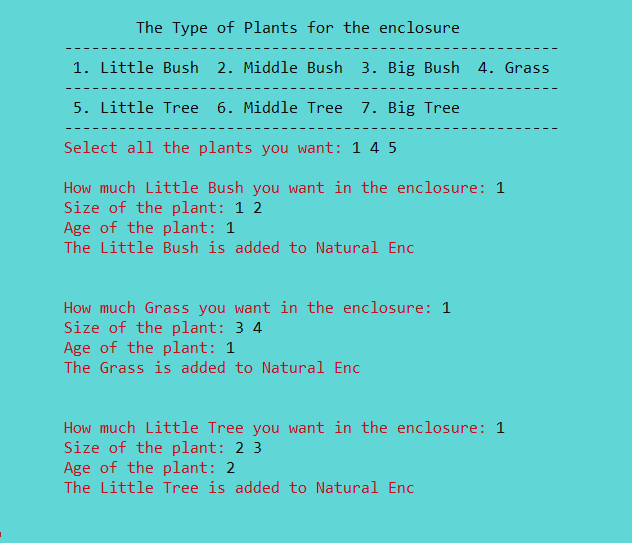 The Type of Plants for the enclosure
-------------------------------------------------------
1. Little Bush  2. Middle Bush  3. Big Bush  4. Grass
-------------------------------------------------------
5. Little Tree  6. Middle Tree  7. Big Tree
-------------------------------------------------------
Select all the plants you want: 1 4 5
How much Little Bush you want in the enclosure: 1
Size of the plant: 1 2
Age of the plant: 1
The Little Bush is added to Natural Enc
How much Grass you want in the enclosure: 1
Size of the plant: 3 4
Age of the plant: 1
The Grass is added to Natural Enc
How much Little Tree you want in the enclosure: 1
Size of the plant: 2 3
Age of the plant: 2
The Little Tree is added to Natural Enc